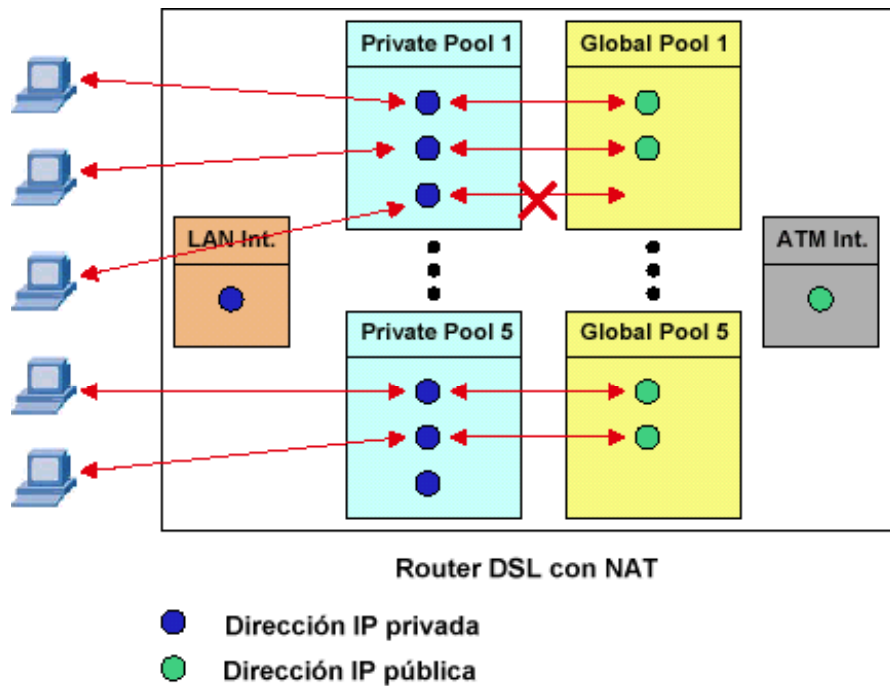 Private Pool 1
Global Pool 1
LAN Int.
ATM Int.
Private Pool 5
Global Pool 5
Router DSL con NAT
Dirección IP privada
Dirección IP pública